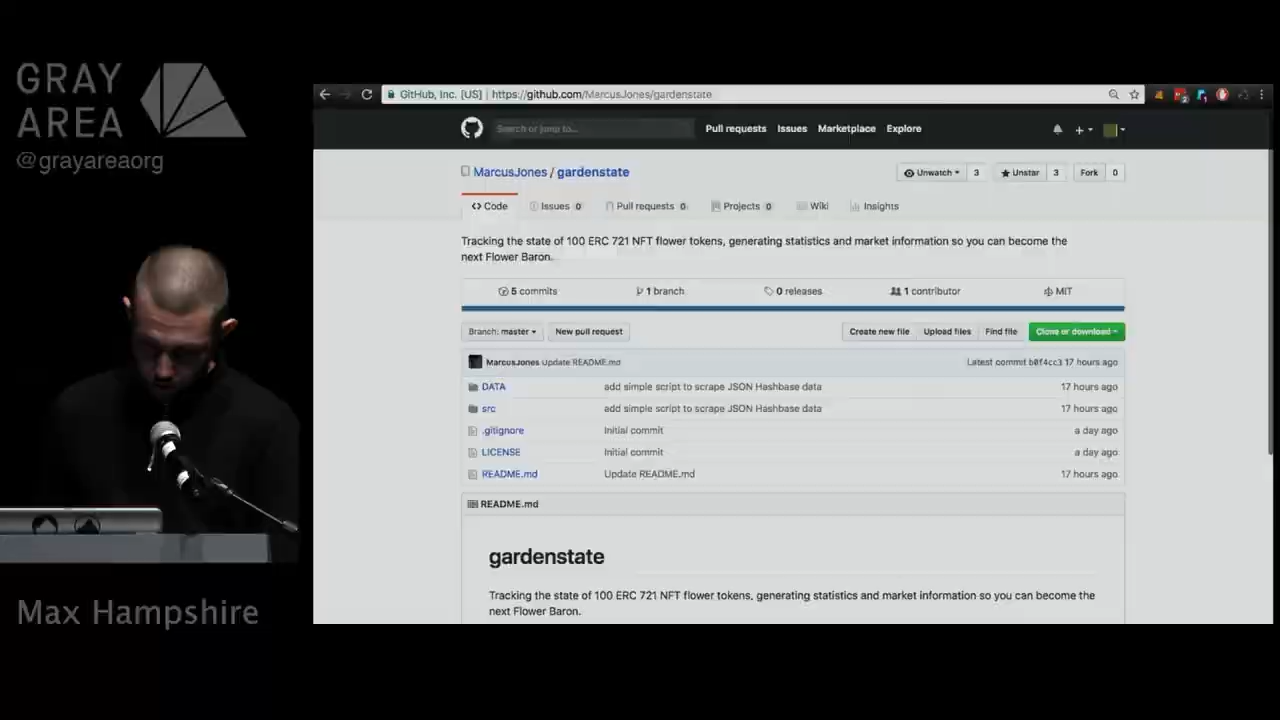 GRAY
AREA
@grayareaorg
GitHub, Inc. [US] | https://github.com/MarcusJones/gardenstate
Search or jump to...
Pull requests Issues Marketplace Explore
MarcusJones / gardenstate
Unwatch 3 Unstar 3 Fork 0
Code Issues 0 Pull requests 0 Projects 0 Wiki Insights
Tracking the state of 100 ERC 721 NFT flower tokens, generating statistics and market information so you can become the
next Flower Baron.
5 commits 1 branch 0 releases 1 contributor MIT
Branch: master New pull request Create new file Upload files Find file Clone or download
MarcusJones Update README.md Latest commit b0f4cc3 17 hours ago
DATA add simple script to scrape JSON Hashbase data 17 hours ago
src add simple script to scrape JSON Hashbase data 17 hours ago
.gitignore Initial commit a day ago
LICENSE Initial commit a day ago
README.md Update README.md 17 hours ago
README.md
gardenstate
Tracking the state of 100 ERC 721 NFT flower tokens, generating statistics and market information so you can become the
next Flower Baron.
Max Hampshire